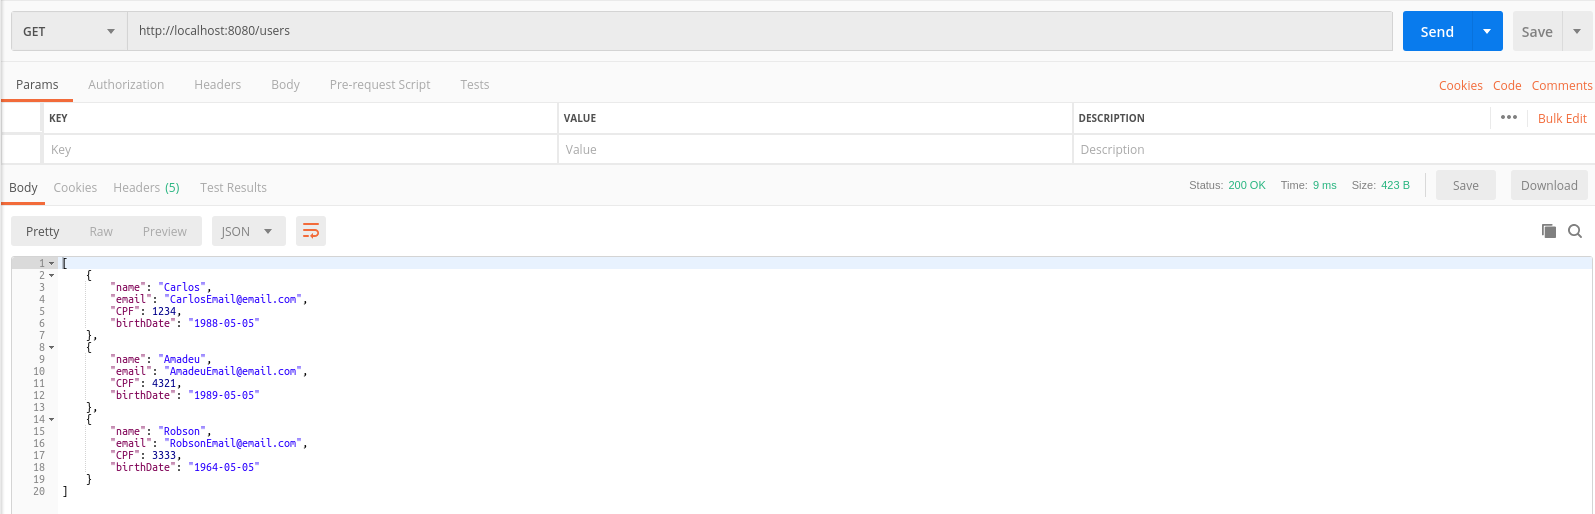 GET http://localhost:8080/users Send Save
Params Authorization Headers Body Pre-request Script Tests Cookies Code Comments
KEY VALUE DESCRIPTION ••• Bulk Edit
Key Value Description
Body Cookies Headers (5) Test Results Status: 200 OK Time: 9 ms Size: 423 B Save Download
Pretty Raw Preview JSON
1 [
2 {
3 "name": "Carlos",
4 "email": "CarlosEmail@email.com",
5 "CPF": 1234,
6 "birthDate": "1988-05-05"
7 },
8 {
9 "name": "Amadeu",
10 "email": "AmadeuEmail@email.com",
11 "CPF": 4321,
12 "birthDate": "1989-05-05"
13 },
14 {
15 "name": "Robson",
16 "email": "RobsonEmail@email.com",
17 "CPF": 3333,
18 "birthDate": "1964-05-05"
19 }
20 ]